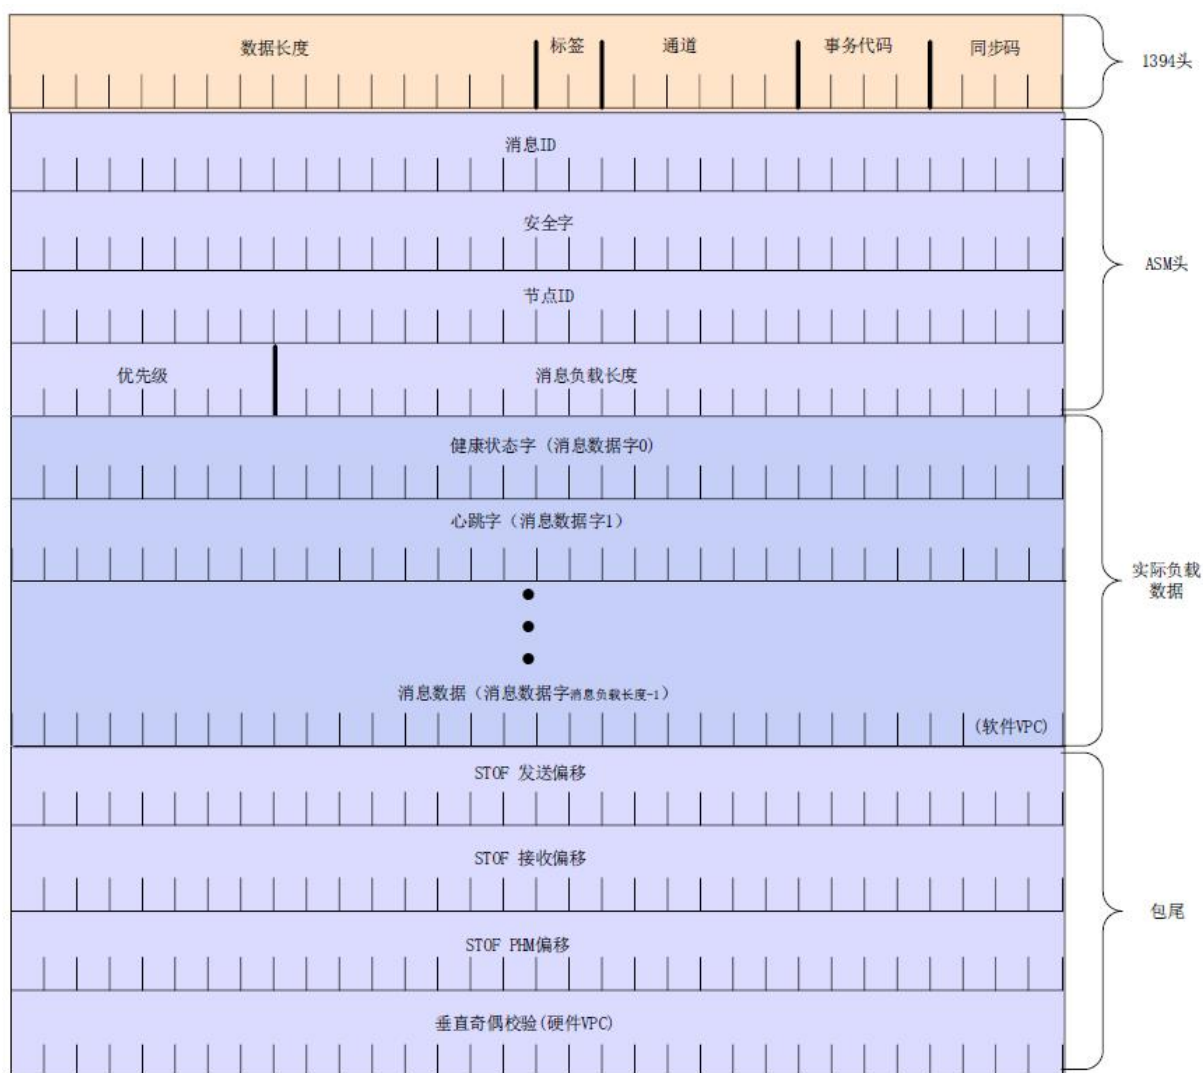 数据长度 标签 通道 事务代码 同步码
1394头
消息ID
安全字
ASM头
节点ID
优先级 消息负载长度
健康状态字 (消息数据字0)
心跳字 (消息数据字1)
实际负载
数据
消息数据 (消息数据字消息负载长度-1)
(软件VPC)
STOF 发送偏移
STOF 接收偏移
包尾
STOF PHM偏移
垂直奇偶校验(硬件VPC)